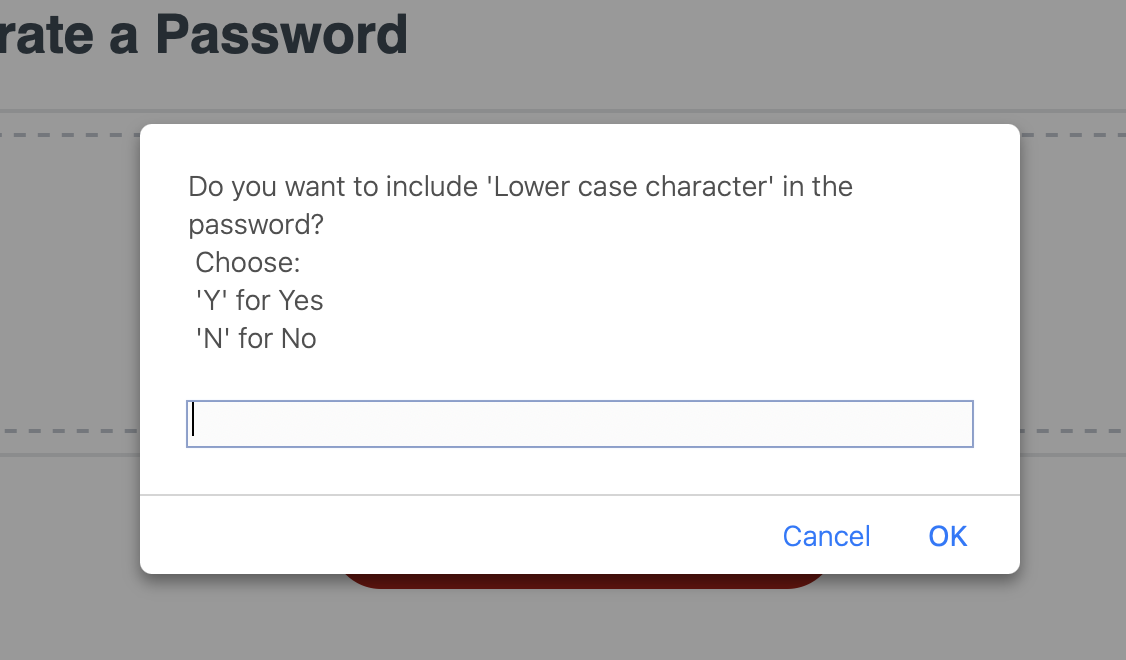 rate a Password
Do you want to include 'Lower case character' in the
password?
Choose:
'Y' for Yes
'N' for No
Cancel
OK